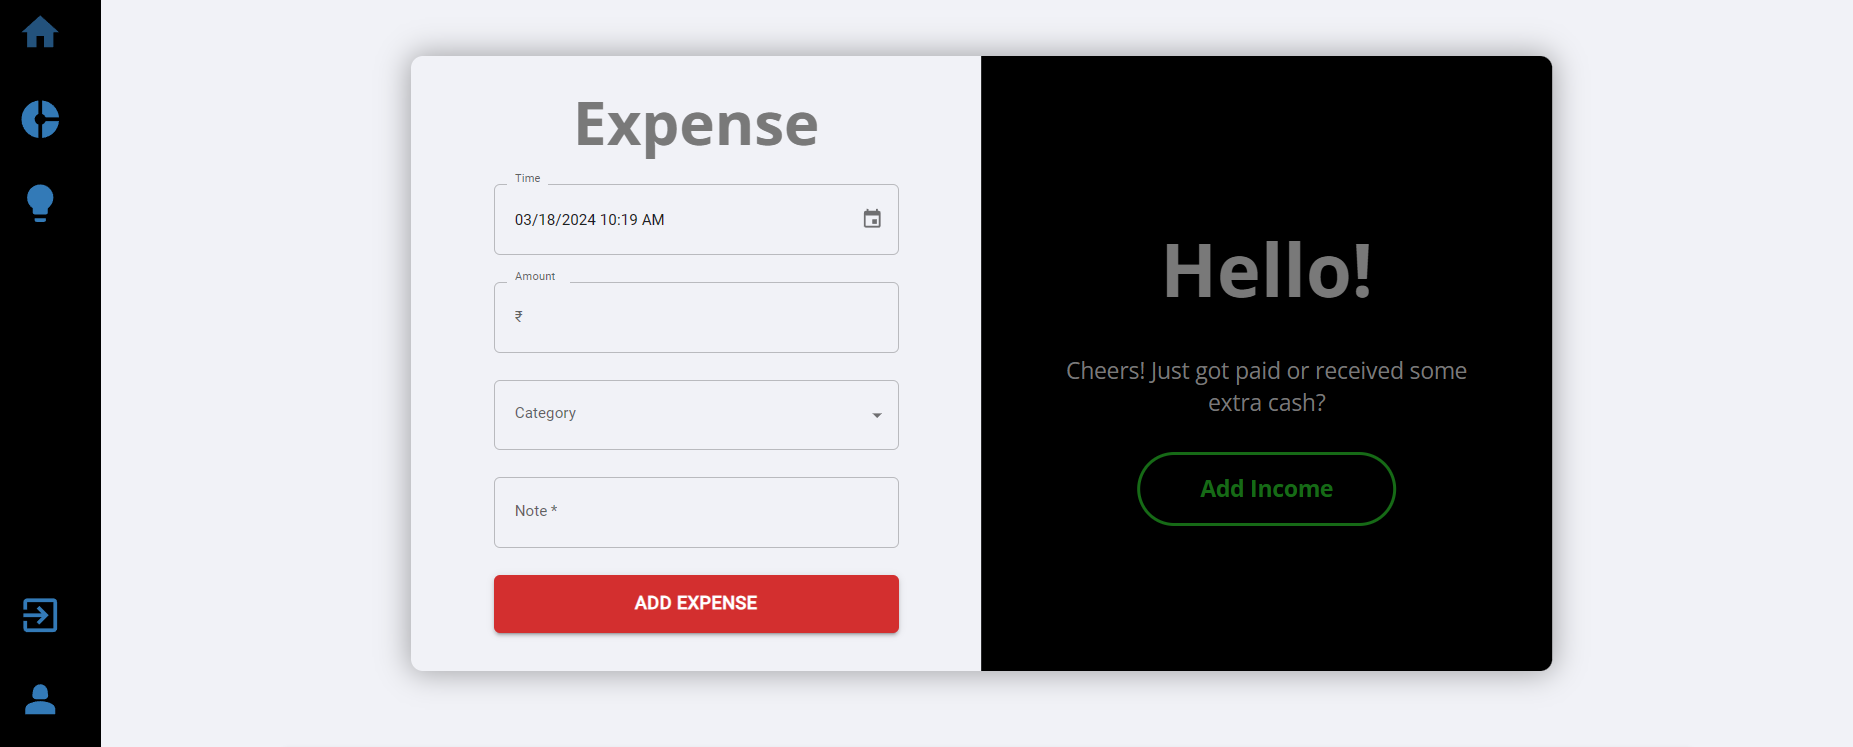 Expense
Time
03/18/2024 10:19 AM
Amount
₹
Category
Note *
ADD EXPENSE
Hello!
Cheers! Just got paid or received some
extra cash?
Add Income